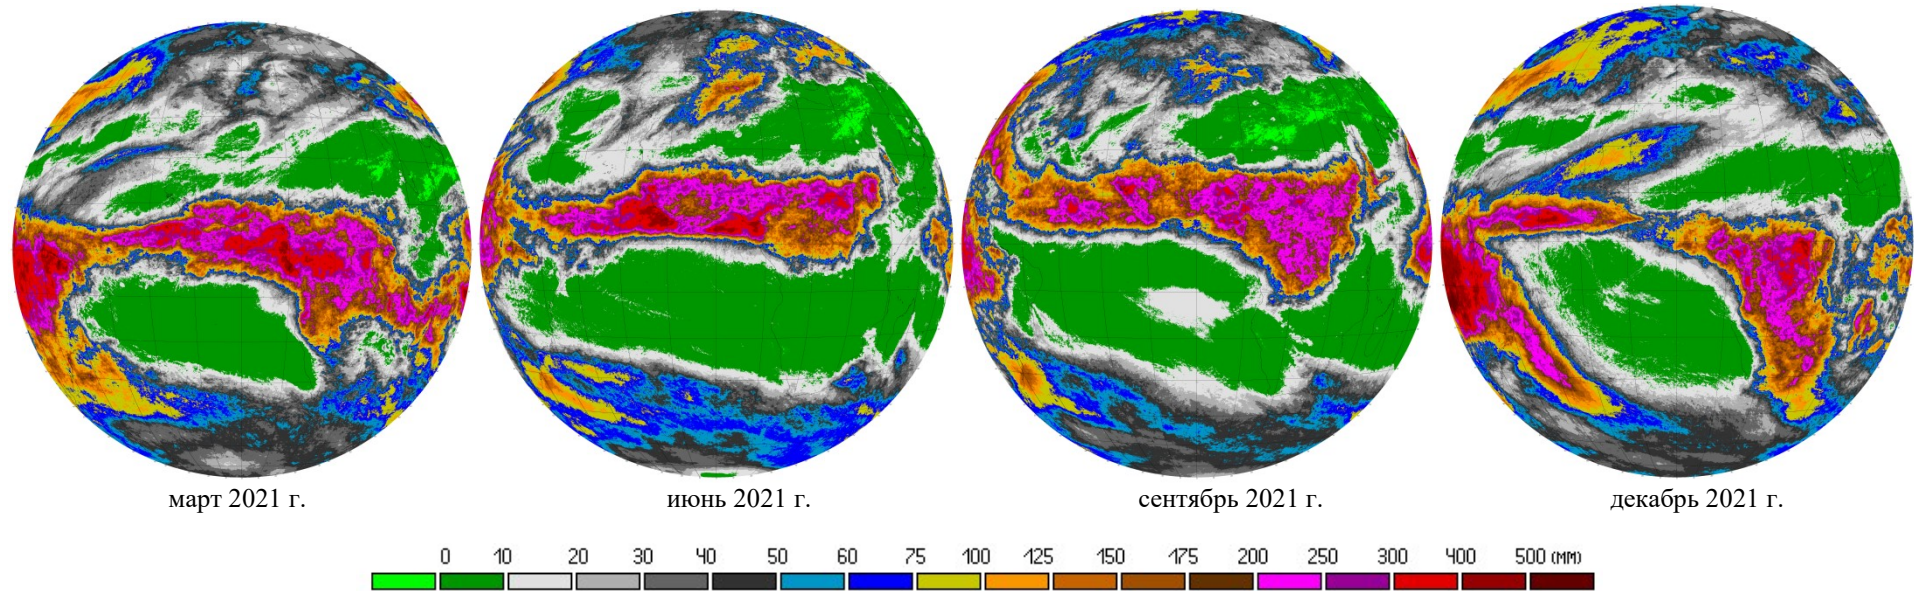 март 2021 г.
июнь 2021 г.
сентябрь 2021 г.
декабрь 2021 г.
0 10 20 30 40 50 60 75 100 125 150 175 200 250 300 400 500 (мм)